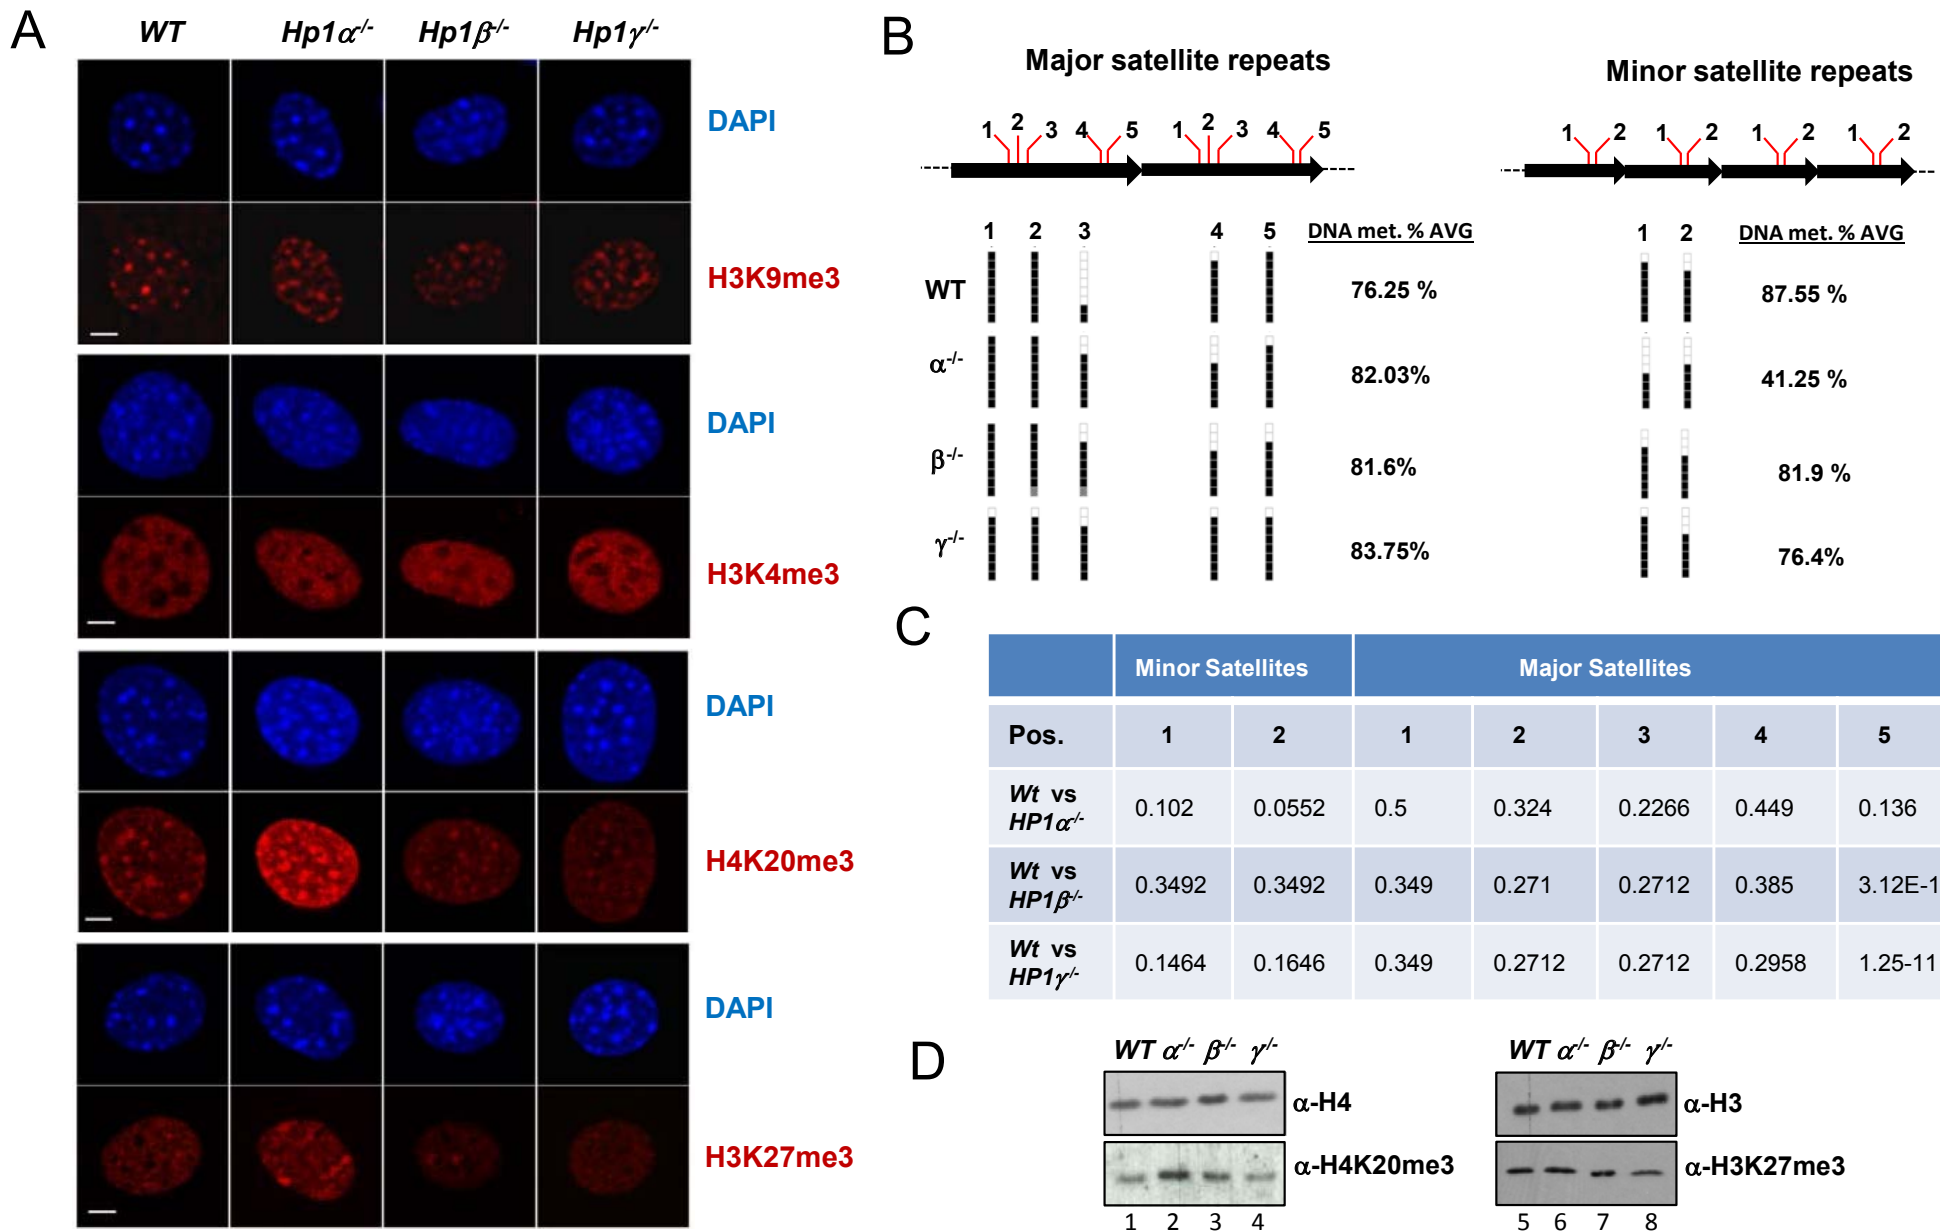 A
WT Hp1α-/- Hp1β-/- Hp1γ-/-
DAPI
H3K9me3
DAPI
H3K4me3
DAPI
H4K20me3
DAPI
H3K27me3
B
Major satellite repeats
Minor satellite repeats
1 2 3 4 5 1 2 3 4 5
1 2 1 2 1 2 1 2
1 2 3 4 5 DNA met. % AVG
1 2 DNA met. % AVG
WT 76.25 % 87.55 %
α-/- 82.03% 41.25 %
β-/- 81.6% 81.9 %
γ-/- 83.75% 76.4%
C
Minor Satellites Major Satellites
Pos. 1 2 1 2 3 4 5
Wt vs HP1α-/- 0.102 0.0552 0.5 0.324 0.2266 0.449 0.136
Wt vs HP1β-/- 0.3492 0.3492 0.349 0.271 0.2712 0.385 3.12E-1
Wt vs HP1γ-/- 0.1464 0.1646 0.349 0.2712 0.2712 0.2958 1.25-11
D
WT α-/- β-/- γ-/-
α-H4
α-H4K20me3
1 2 3 4
WT α-/- β-/- γ-/-
α-H3
α-H3K27me3
5 6 7 8